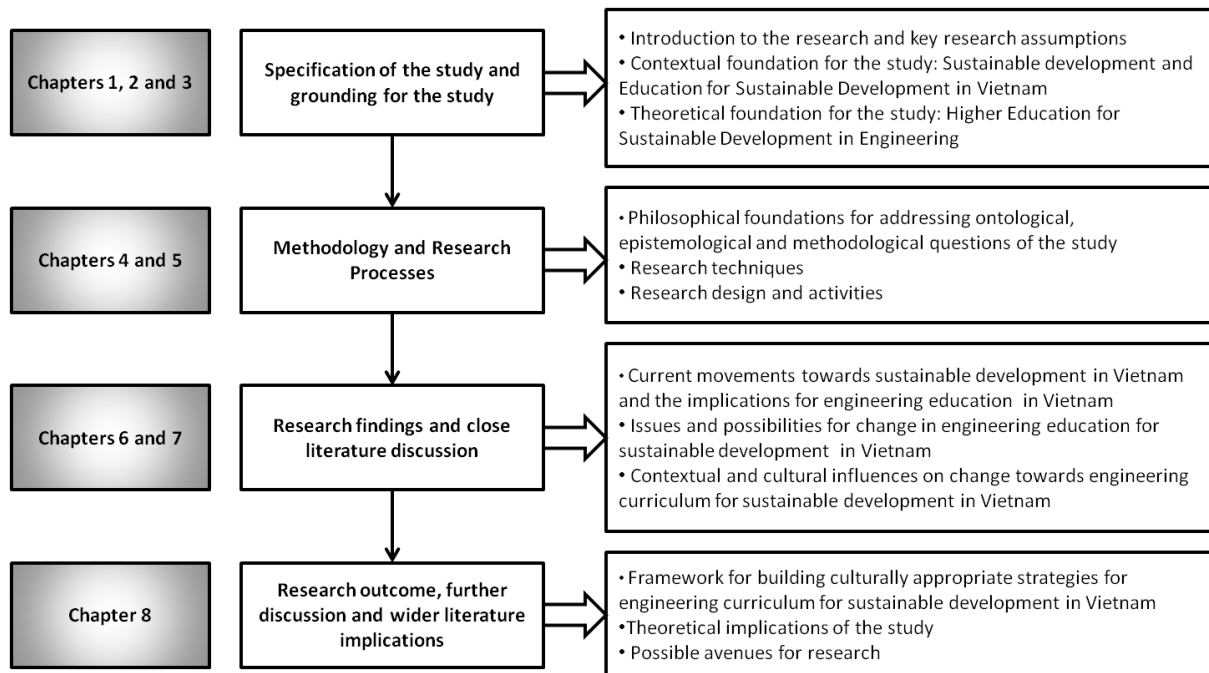 Chapters 1, 2 and 3
Specification of the study and
grounding for the study
• Introduction to the research and key research assumptions
• Contextual foundation for the study: Sustainable development and
Education for Sustainable Development in Vietnam
• Theoretical foundation for the study: Higher Education for
Sustainable Development in Engineering
Chapters 4 and 5
Methodology and Research
Processes
• Philosophical foundations for addressing ontological,
epistemological and methodological questions of the study
• Research techniques
• Research design and activities
Chapters 6 and 7
Research findings and close
literature discussion
• Current movements towards sustainable development in Vietnam
and the implications for engineering education in Vietnam
• Issues and possibilities for change in engineering education for
sustainable development in Vietnam
• Contextual and cultural influences on change towards engineering
curriculum for sustainable development in Vietnam
Chapter 8
Research outcome, further
discussion and wider literature
implications
• Framework for building culturally appropriate strategies for
engineering curriculum for sustainable development in Vietnam
•Theoretical implications of the study
• Possible avenues for research